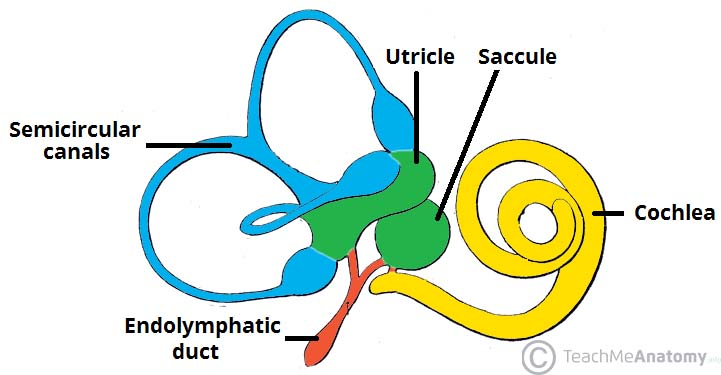 Utricle
Saccule
Semicircular
canals
Cochlea
Endolymphatic
duct
© TeachMeAnatomy